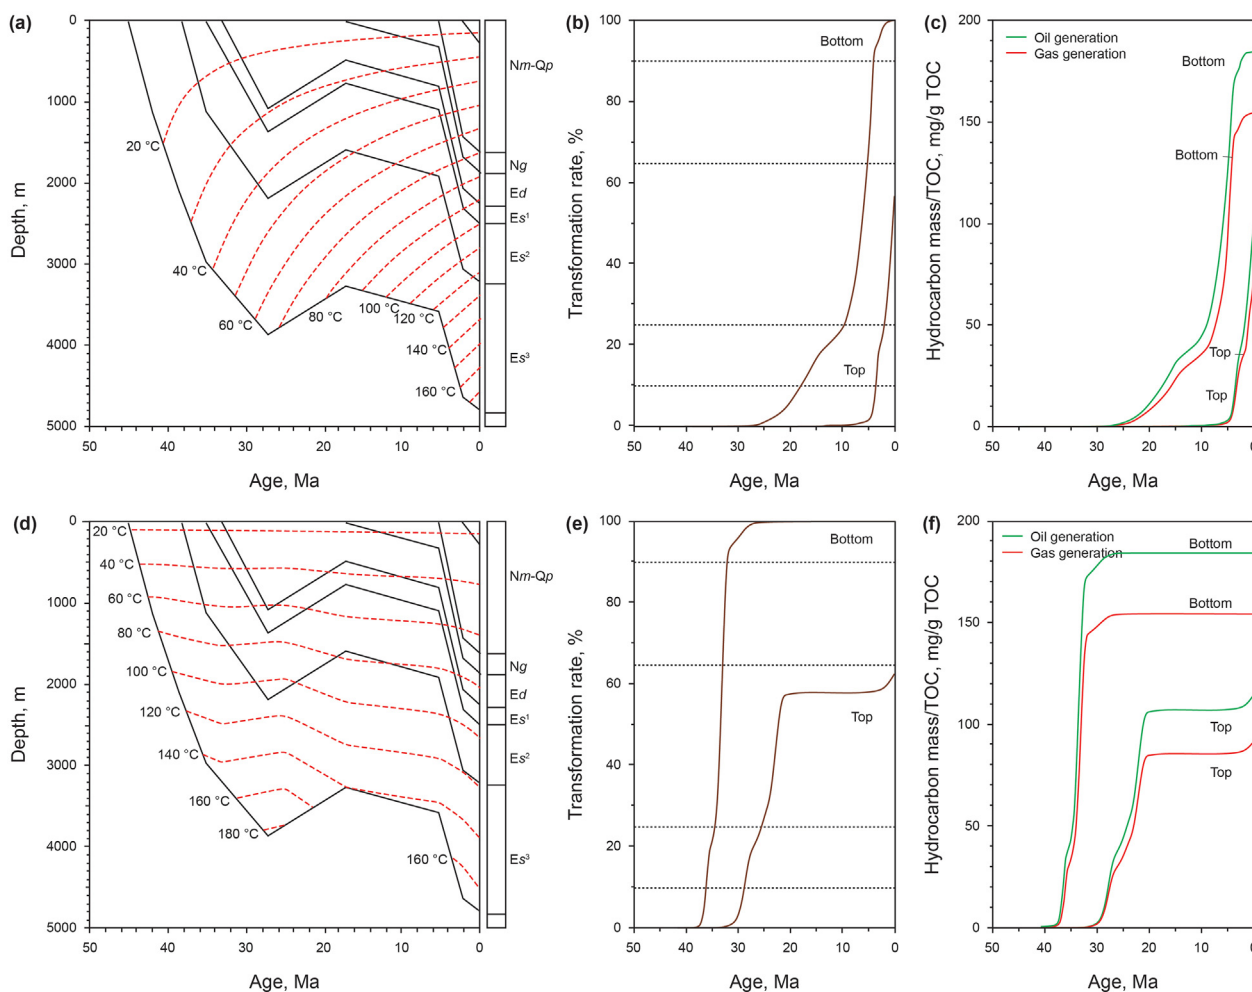 (a)
0
1000
2000
3000
4000
5000
Depth, m
50
40
30
20
10
0
Age, Ma
20 °C
40 °C
60 °C
80 °C
100 °C
120 °C
140 °C
160 °C
Nm-Qp
Ng
Ed
Es¹
Es²
Es³
(b)
100
80
60
40
20
0
Transformation rate, %
50
40
30
20
10
0
Age, Ma
Bottom
Top
(c)
200
150
100
50
0
Hydrocarbon mass/TOC, mg/g TOC
50
40
30
20
10
0
Age, Ma
Oil generation
Gas generation
Bottom
Bottom
Top
Top
(d)
0
1000
2000
3000
4000
5000
Depth, m
50
40
30
20
10
0
Age, Ma
20 °C
40 °C
60 °C
80 °C
100 °C
120 °C
140 °C
160 °C
180 °C
160 °C
Nm-Qp
Ng
Ed
Es¹
Es²
Es³
(e)
100
80
60
40
20
0
Transformation rate, %
50
40
30
20
10
0
Age, Ma
Bottom
Top
(f)
200
150
100
50
0
Hydrocarbon mass/TOC, mg/g TOC
50
40
30
20
10
0
Age, Ma
Oil generation
Gas generation
Bottom
Bottom
Top
Top